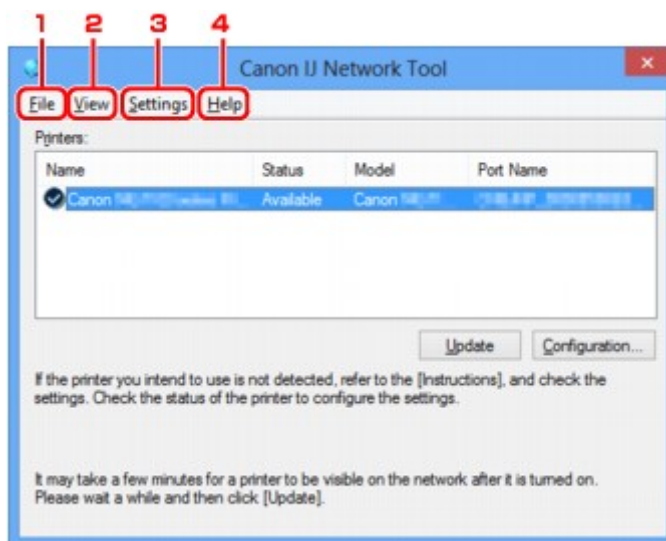 1 2 3 4
Canon IJ Network Tool
File View Settings Help
Printers:
Name Status Model Port Name
Canon Available Canon
Update Configuration...
If the printer you intend to use is not detected, refer to the [Instructions], and check the
settings. Check the status of the printer to configure the settings.
It may take a few minutes for a printer to be visible on the network after it is turned on.
Please wait a while and then click [Update].